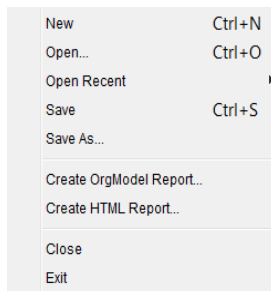 New Ctrl+N
Open... Ctrl+O
Open Recent
Save Ctrl+S
Save As...
Create OrgModel Report...
Create HTML Report...
Close
Exit